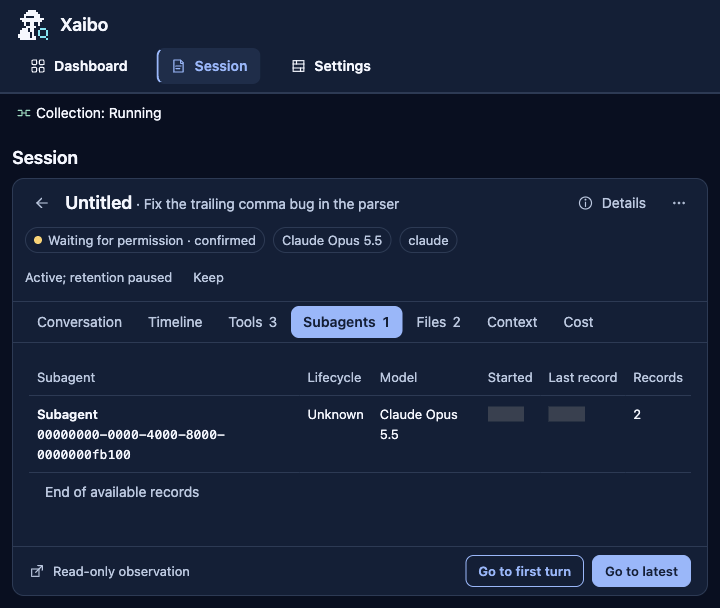 Xaibo
Dashboard
Session
Settings
Collection: Running
Session
Untitled · Fix the trailing comma bug in the parser
Details
Waiting for permission · confirmed
Claude Opus 5.5
claude
Active; retention paused
Keep
Conversation
Timeline
Tools 3
Subagents 1
Files 2
Context
Cost
Subagent Lifecycle Model Started Last record Records
Subagent Unknown Claude Opus 2
00000000-0000-4000-8000- 5.5
0000000fb100
End of available records
Read-only observation
Go to first turn
Go to latest